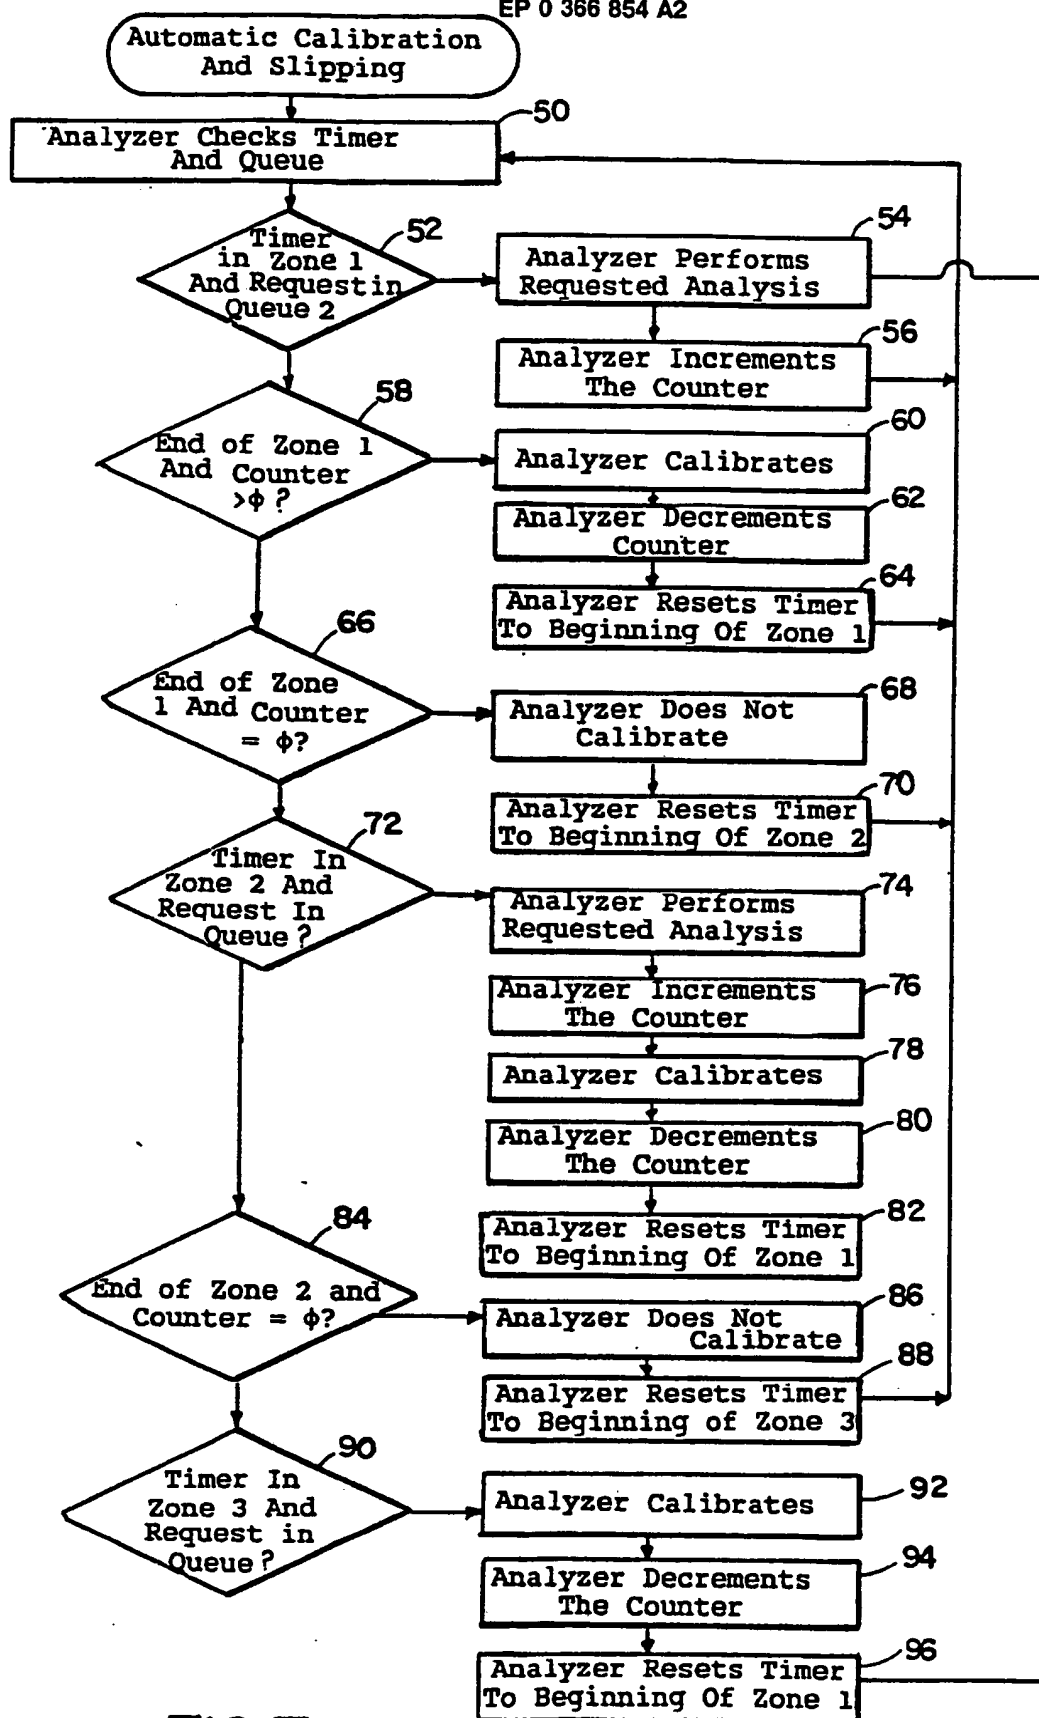 EP 0 366 854 A2
Automatic Calibration
And Slipping
50
Analyzer Checks Timer
And Queue
52
Timer
in Zone 1
And Request in
Queue 2
54
Analyzer Performs
Requested Analysis
56
Analyzer Increments
The Counter
58
End of Zone 1
And Counter
>ϕ?
60
Analyzer Calibrates
62
Analyzer Decrements
Counter
64
Analyzer Resets Timer
To Beginning Of Zone 1
66
End of Zone
1 And Counter
= ϕ?
68
Analyzer Does Not
Calibrate
70
Analyzer Resets Timer
To Beginning Of Zone 2
72
Timer In
Zone 2 And
Request In
Queue?
74
Analyzer Performs
Requested Analysis
76
Analyzer Increments
The Counter
78
Analyzer Calibrates
80
Analyzer Decrements
The Counter
82
Analyzer Resets Timer
To Beginning Of Zone 1
84
End of Zone 2 and
Counter = ϕ?
86
Analyzer Does Not
Calibrate
88
Analyzer Resets Timer
To Beginning of Zone 3
90
Timer In
Zone 3 And
Request in
Queue?
92
Analyzer Calibrates
94
Analyzer Decrements
The Counter
96
Analyzer Resets Timer
To Beginning Of Zone 1